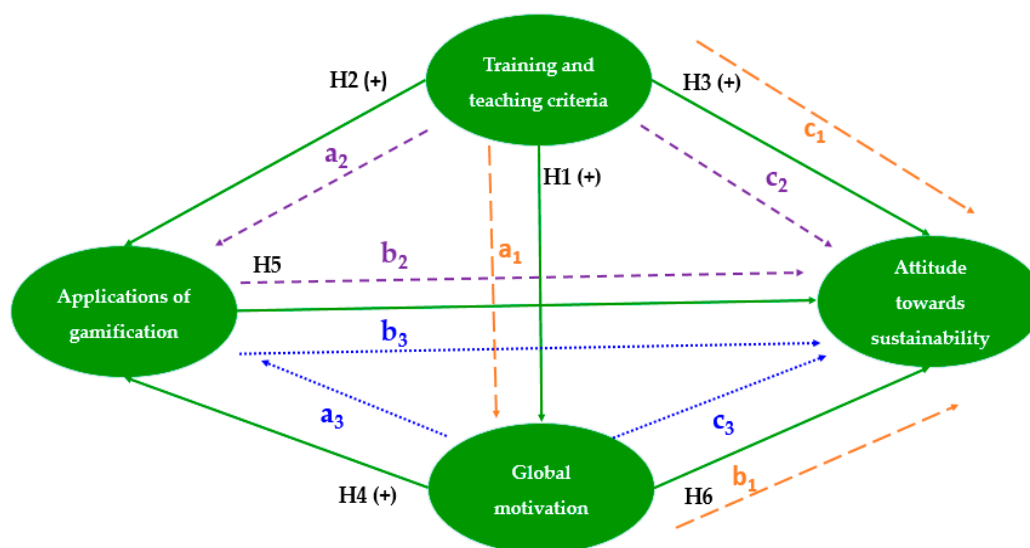 Training and
teaching criteria
H2 (+)
H3 (+)
c₁
a₂
c₂
H1 (+)
a₁
b₂
H5
Applications of
gamification
Attitude
towards
sustainability
b₃
a₃
c₃
Global
motivation
H4 (+)
H6
b₁